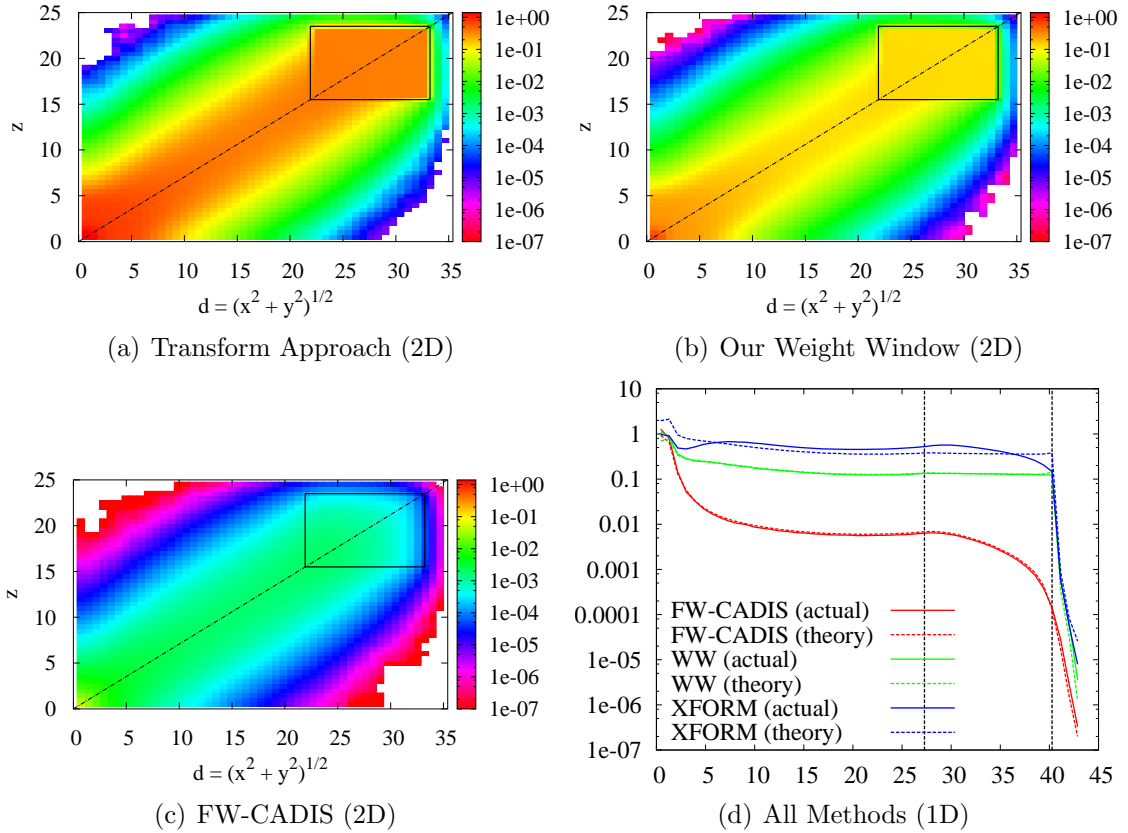 25
20
15
10
5
0
z
0 5 10 15 20 25 30 35
d = (x² + y²)^1/2
1e+00
1e-01
1e-02
1e-03
1e-04
1e-05
1e-06
1e-07
(a) Transform Approach (2D)
25
20
15
10
5
0
z
0 5 10 15 20 25 30 35
d = (x² + y²)^1/2
1e+00
1e-01
1e-02
1e-03
1e-04
1e-05
1e-06
1e-07
(b) Our Weight Window (2D)
25
20
15
10
5
0
z
0 5 10 15 20 25 30 35
d = (x² + y²)^1/2
1e+00
1e-01
1e-02
1e-03
1e-04
1e-05
1e-06
1e-07
(c) FW-CADIS (2D)
10
1
0.1
0.01
0.001
0.0001
1e-05
1e-06
1e-07
FW-CADIS (actual)
FW-CADIS (theory)
WW (actual)
WW (theory)
XFORM (actual)
XFORM (theory)
0 5 10 15 20 25 30 35 40 45
(d) All Methods (1D)